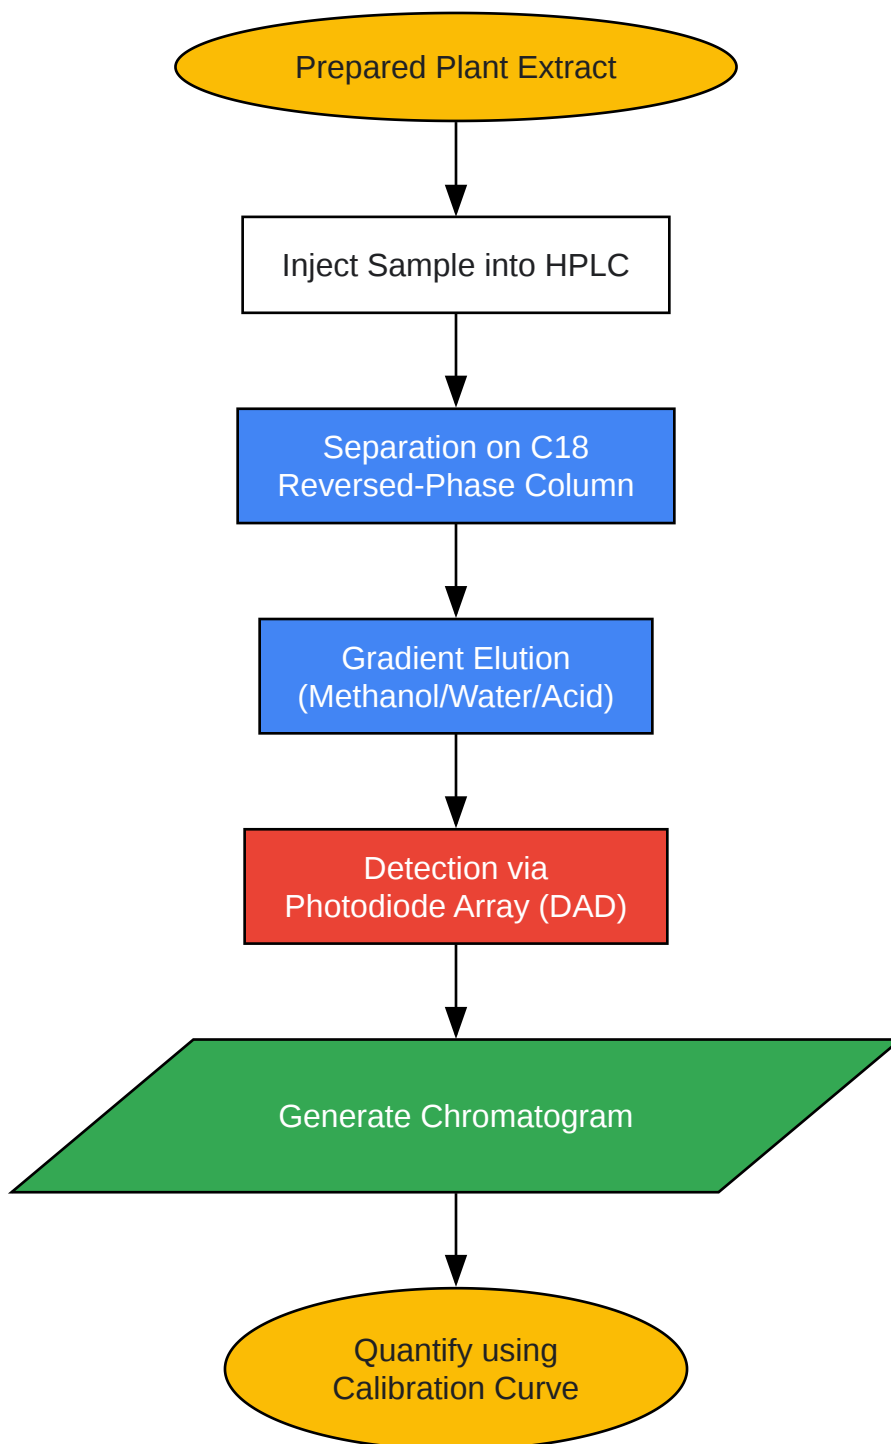 Prepared Plant Extract
Inject Sample into HPLC
Separation on C18
Reversed-Phase Column
Gradient Elution
(Methanol/Water/Acid)
Detection via
Photodiode Array (DAD)
Generate Chromatogram
Quantify using
Calibration Curve